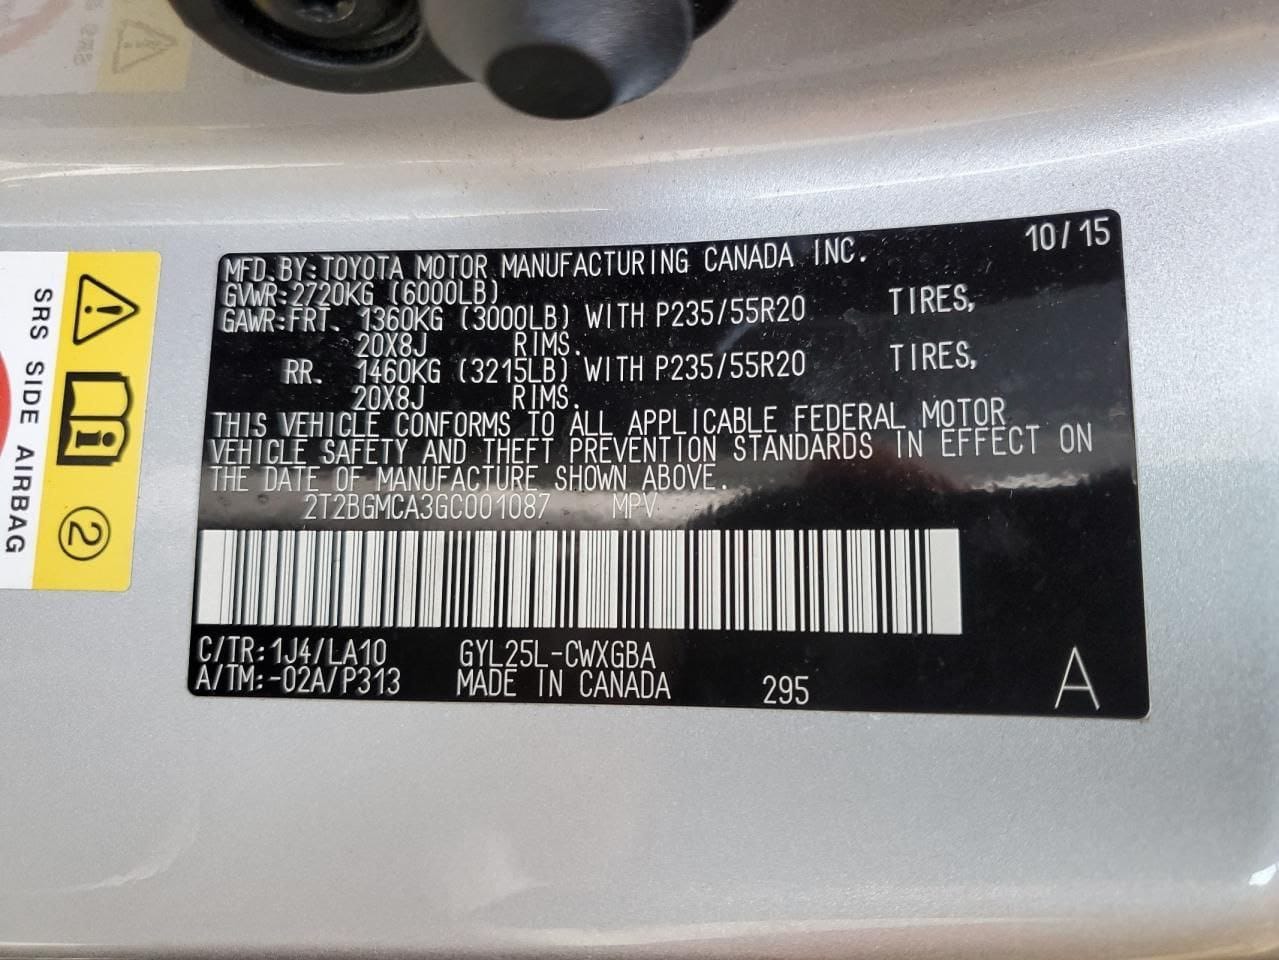 10/15
MFD.BY:TOYOTA MOTOR MANUFACTURING CANADA INC.
GVWR:2720KG (6000LB)
GAWR:FRT. 1360KG (3000LB) WITH P235/55R20 TIRES,
20X8J RIMS.
RR. 1460KG (3215LB) WITH P235/55R20 TIRES,
20X8J RIMS.
THIS VEHICLE CONFORMS TO ALL APPLICABLE FEDERAL MOTOR
VEHICLE SAFETY AND THEFT PREVENTION STANDARDS IN EFFECT ON
THE DATE OF MANUFACTURE SHOWN ABOVE.
2T2BGMCA3GC001087 MPV
C/TR:1J4/LA10 GYL25L-CWXGBA
A/TM:-02A/P313 MADE IN CANADA 295 A
SRS SIDE AIRBAG
2